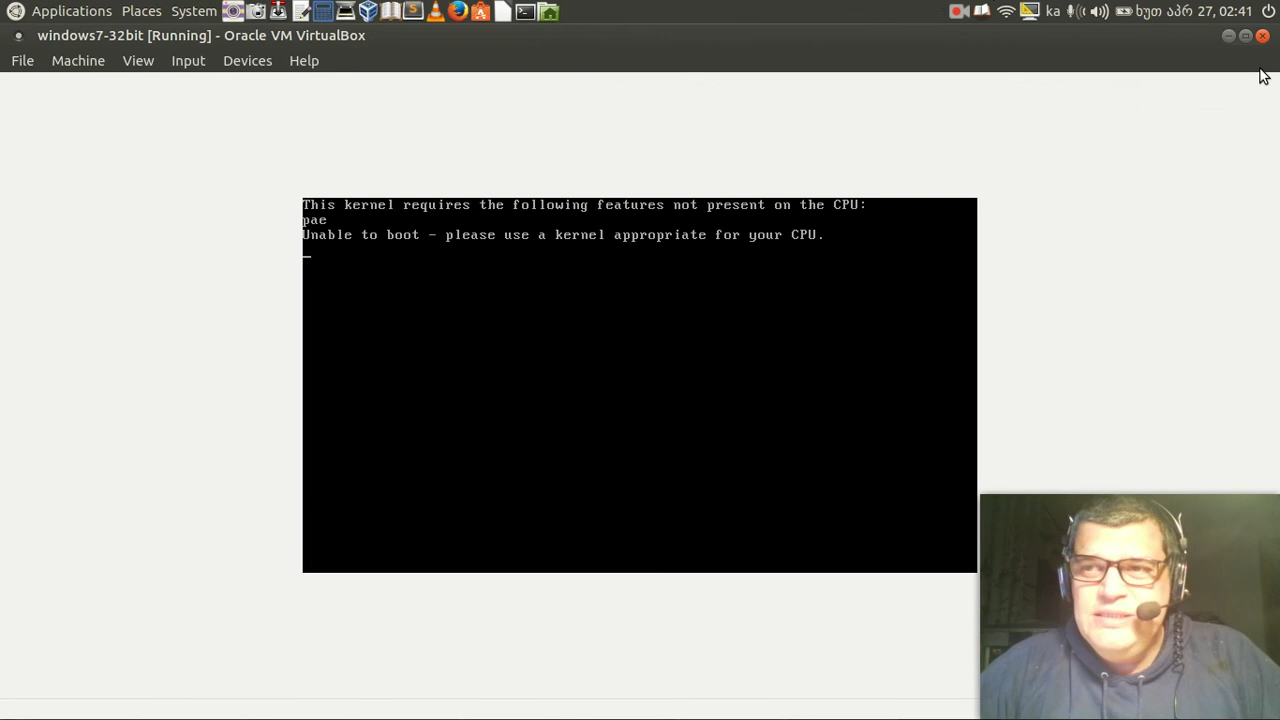 Applications Places System
ka
ხუთ აპრ 27, 02:41
windows7-32bit [Running] - Oracle VM VirtualBox
File Machine View Input Devices Help
This kernel requires the following features not present on the CPU:
pae
Unable to boot - please use a kernel appropriate for your CPU.